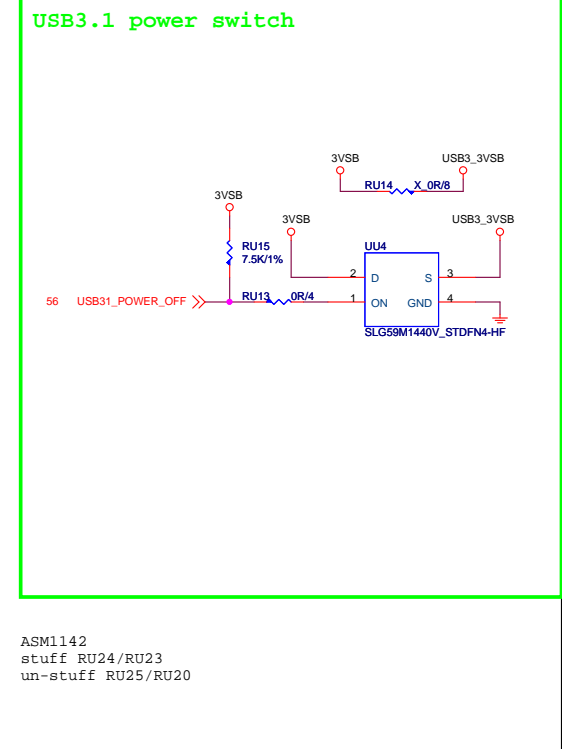 USB3.1 power switch
3VSB USB3_3VSB
RU14 X_0R/8
3VSB
3VSB USB3_3VSB
RU15 UU4
7.5K/1%
2 D S 3
56 USB31_POWER_OFF RU13 0R/4 1 ON GND 4
SLG59M1440V_STDFN4-HF
ASM1142
stuff RU24/RU23
un-stuff RU25/RU20